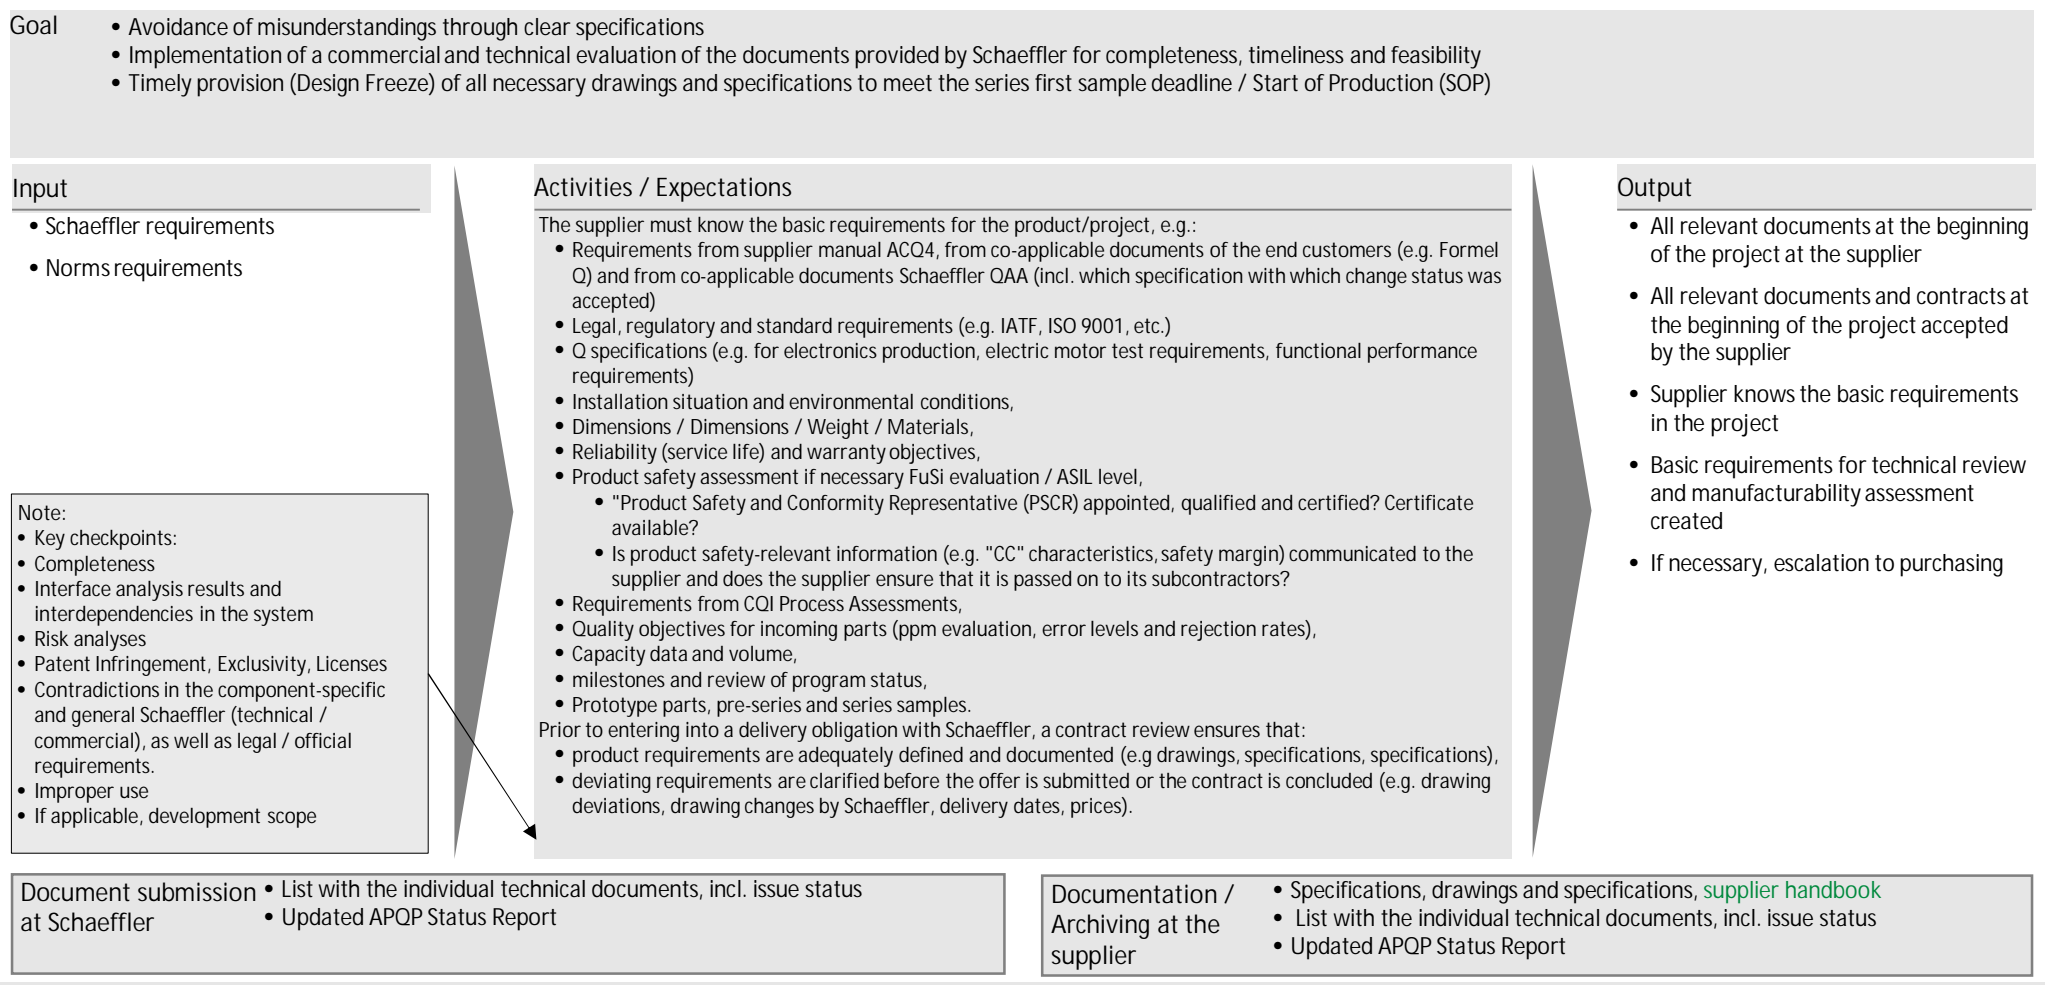 Goal
• Avoidance of misunderstandings through clear specifications
• Implementation of a commercial and technical evaluation of the documents provided by Schaeffler for completeness, timeliness and feasibility
• Timely provision (Design Freeze) of all necessary drawings and specifications to meet the series first sample deadline / Start of Production (SOP)
Input
• Schaeffler requirements
• Norms requirements
Note:
• Key checkpoints:
• Completeness
• Interface analysis results and
interdependencies in the system
• Risk analyses
• Patent Infringement, Exclusivity, Licenses
• Contradictions in the component-specific
and general Schaeffler (technical /
commercial), as well as legal / official
requirements.
• Improper use
• If applicable, development scope
Activities / Expectations
The supplier must know the basic requirements for the product/project, e.g.:
• Requirements from supplier manual ACQ4, from co-applicable documents of the end customers (e.g. Formel
Q) and from co-applicable documents Schaeffler QAA (incl. which specification with which change status was
accepted)
• Legal, regulatory and standard requirements (e.g. IATF, ISO 9001, etc.)
• Q specifications (e.g. for electronics production, electric motor test requirements, functional performance
requirements)
• Installation situation and environmental conditions,
• Dimensions / Dimensions / Weight / Materials,
• Reliability (service life) and warranty objectives,
• Product safety assessment if necessary FuSi evaluation / ASIL level,
• "Product Safety and Conformity Representative (PSCR) appointed, qualified and certified? Certificate
available?
• Is product safety-relevant information (e.g. "CC" characteristics, safety margin) communicated to the
supplier and does the supplier ensure that it is passed on to its subcontractors?
• Requirements from CQI Process Assessments,
• Quality objectives for incoming parts (ppm evaluation, error levels and rejection rates),
• Capacity data and volume,
• milestones and review of program status,
• Prototype parts, pre-series and series samples.
Prior to entering into a delivery obligation with Schaeffler, a contract review ensures that:
• product requirements are adequately defined and documented (e.g drawings, specifications, specifications),
• deviating requirements are clarified before the offer is submitted or the contract is concluded (e.g. drawing
deviations, drawing changes by Schaeffler, delivery dates, prices).
Output
• All relevant documents at the beginning
of the project at the supplier
• All relevant documents and contracts at
the beginning of the project accepted
by the supplier
• Supplier knows the basic requirements
in the project
• Basic requirements for technical review
and manufacturability assessment
created
• If necessary, escalation to purchasing
Document submission
at Schaeffler
• List with the individual technical documents, incl. issue status
• Updated APQP Status Report
Documentation /
Archiving at the
supplier
• Specifications, drawings and specifications, supplier handbook
• List with the individual technical documents, incl. issue status
• Updated APQP Status Report